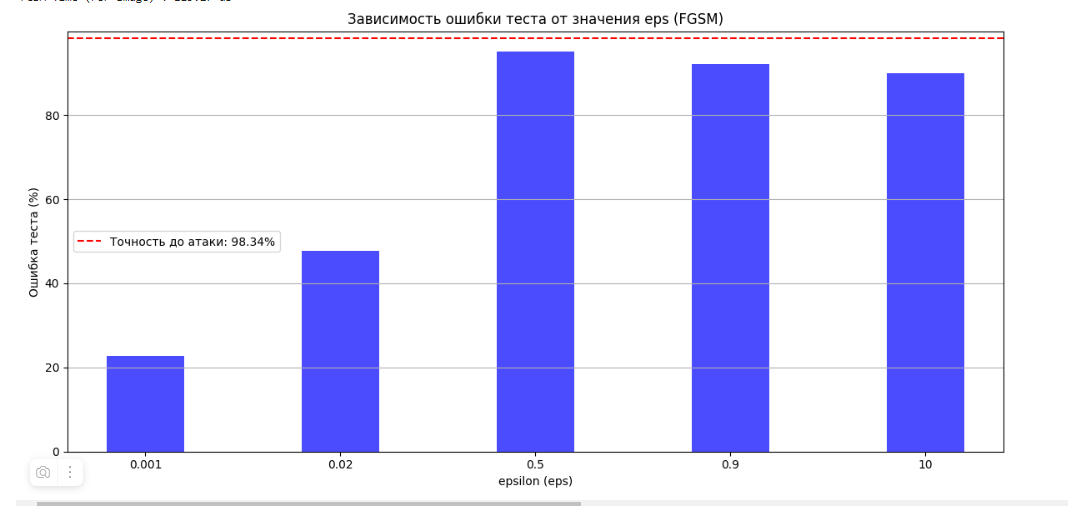 Зависимость ошибки теста от значения eps (FGSM)
80
60
40
20
0
Ошибка теста (%)
Точность до атаки: 98.34%
0.001 0.02 0.5 0.9 10
epsilon (eps)